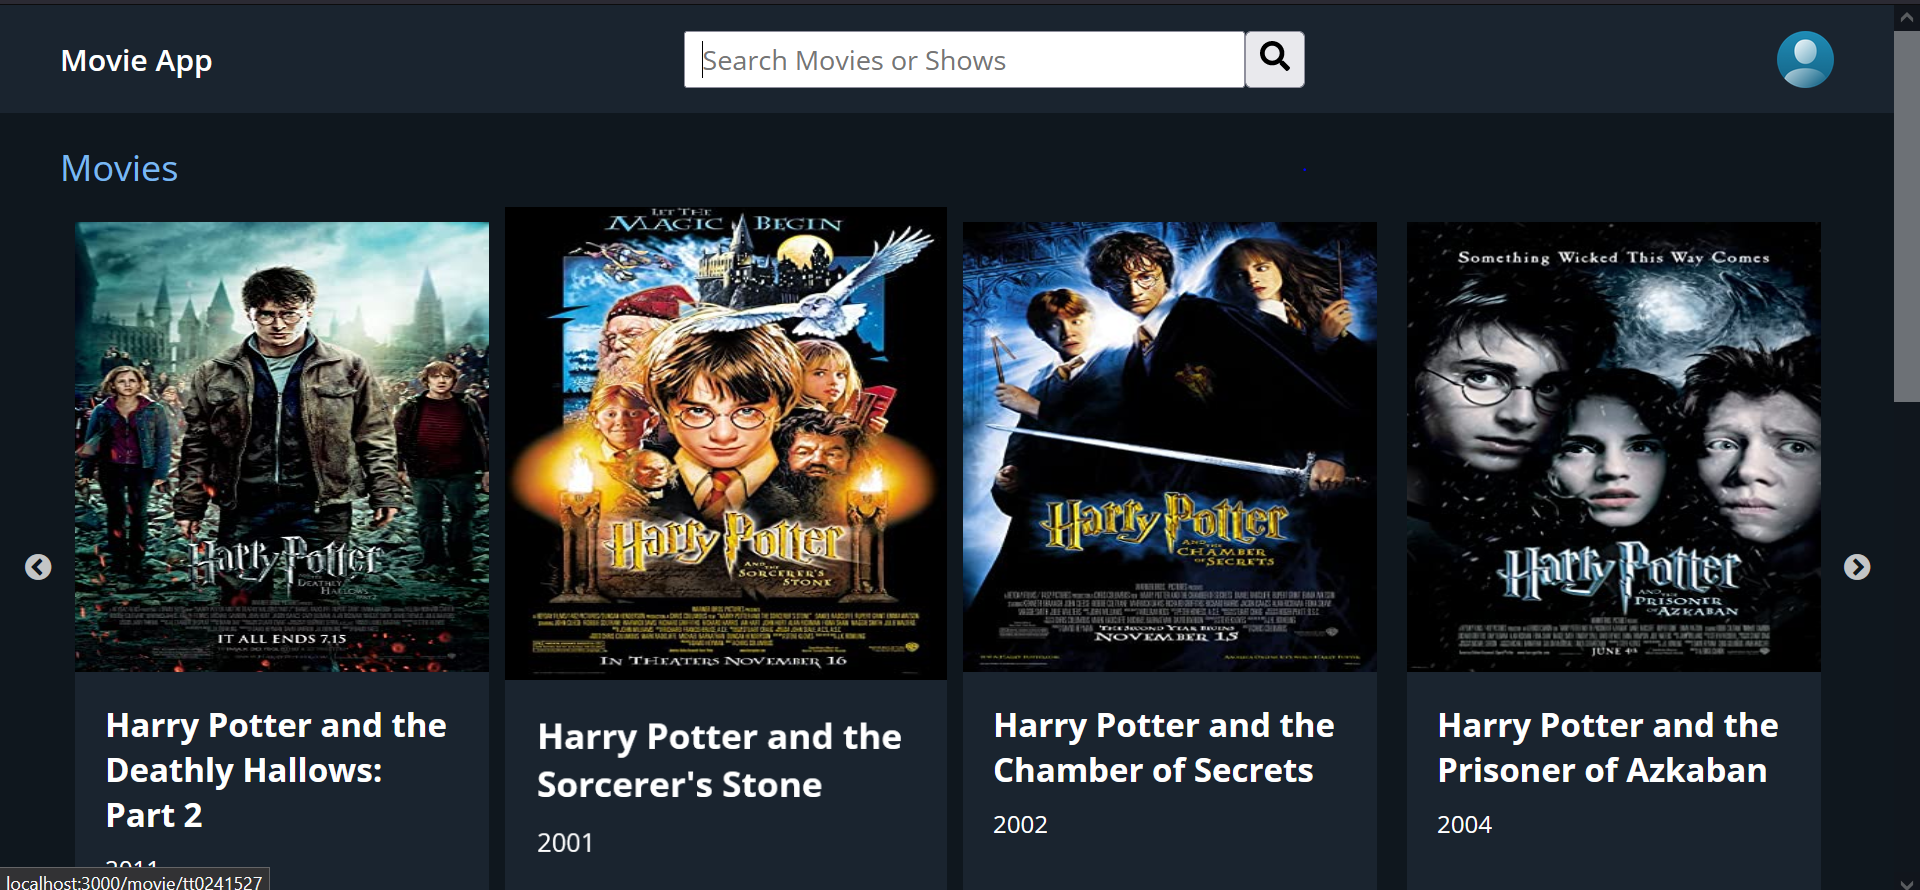 Movie App
Search Movies or Shows
Movies
Harry Potter
AND THE
DEATHLY
HALLOWS
IT ALL ENDS 7.15
LET THE
MAGIC BEGIN
Harry Potter
AND THE
SORCERER'S
STONE
IN THEATERS NOVEMBER 16
Harry Potter
AND THE
CHAMBER
OF SECRETS
THE SECOND YEAR BEGINS
NOVEMBER 15
Something Wicked This Way Comes
Harry Potter
AND THE
PRISONER
OF AZKABAN
JUNE 4th
Harry Potter and the
Deathly Hallows:
Part 2
2011
Harry Potter and the
Sorcerer's Stone
2001
Harry Potter and the
Chamber of Secrets
2002
Harry Potter and the
Prisoner of Azkaban
2004
localhost:3000/movie/tt0241527